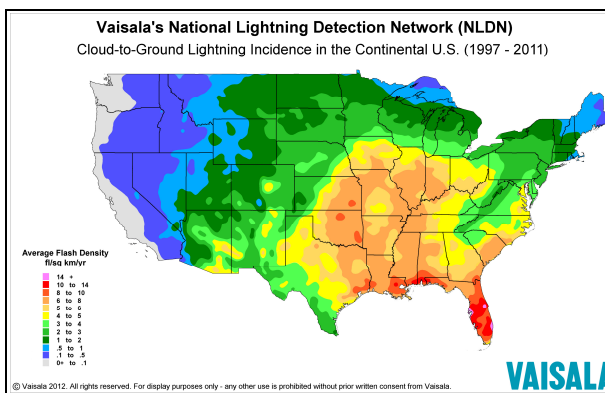 Vaisala's National Lightning Detection Network (NLDN)
Cloud-to-Ground Lightning Incidence in the Continental U.S. (1997 - 2011)
Average Flash Density
fl/sq km/yr
14 +
10 to 14
8 to 10
6 to 8
5 to 6
4 to 5
3 to 4
2 to 3
1 to 2
.5 to 1
.1 to .5
0+ to .1
VAISALA
© Vaisala 2012. All rights reserved. For display purposes only - any other use is prohibited without prior written consent from Vaisala.